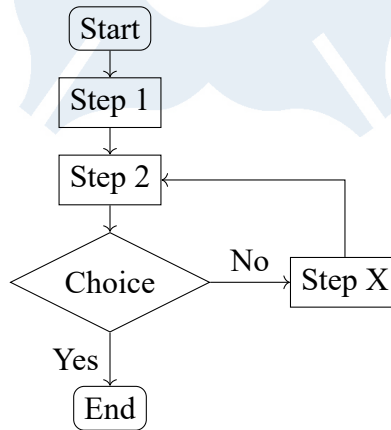 Start
Step 1
Step 2
Choice
No
Step X
Yes
End